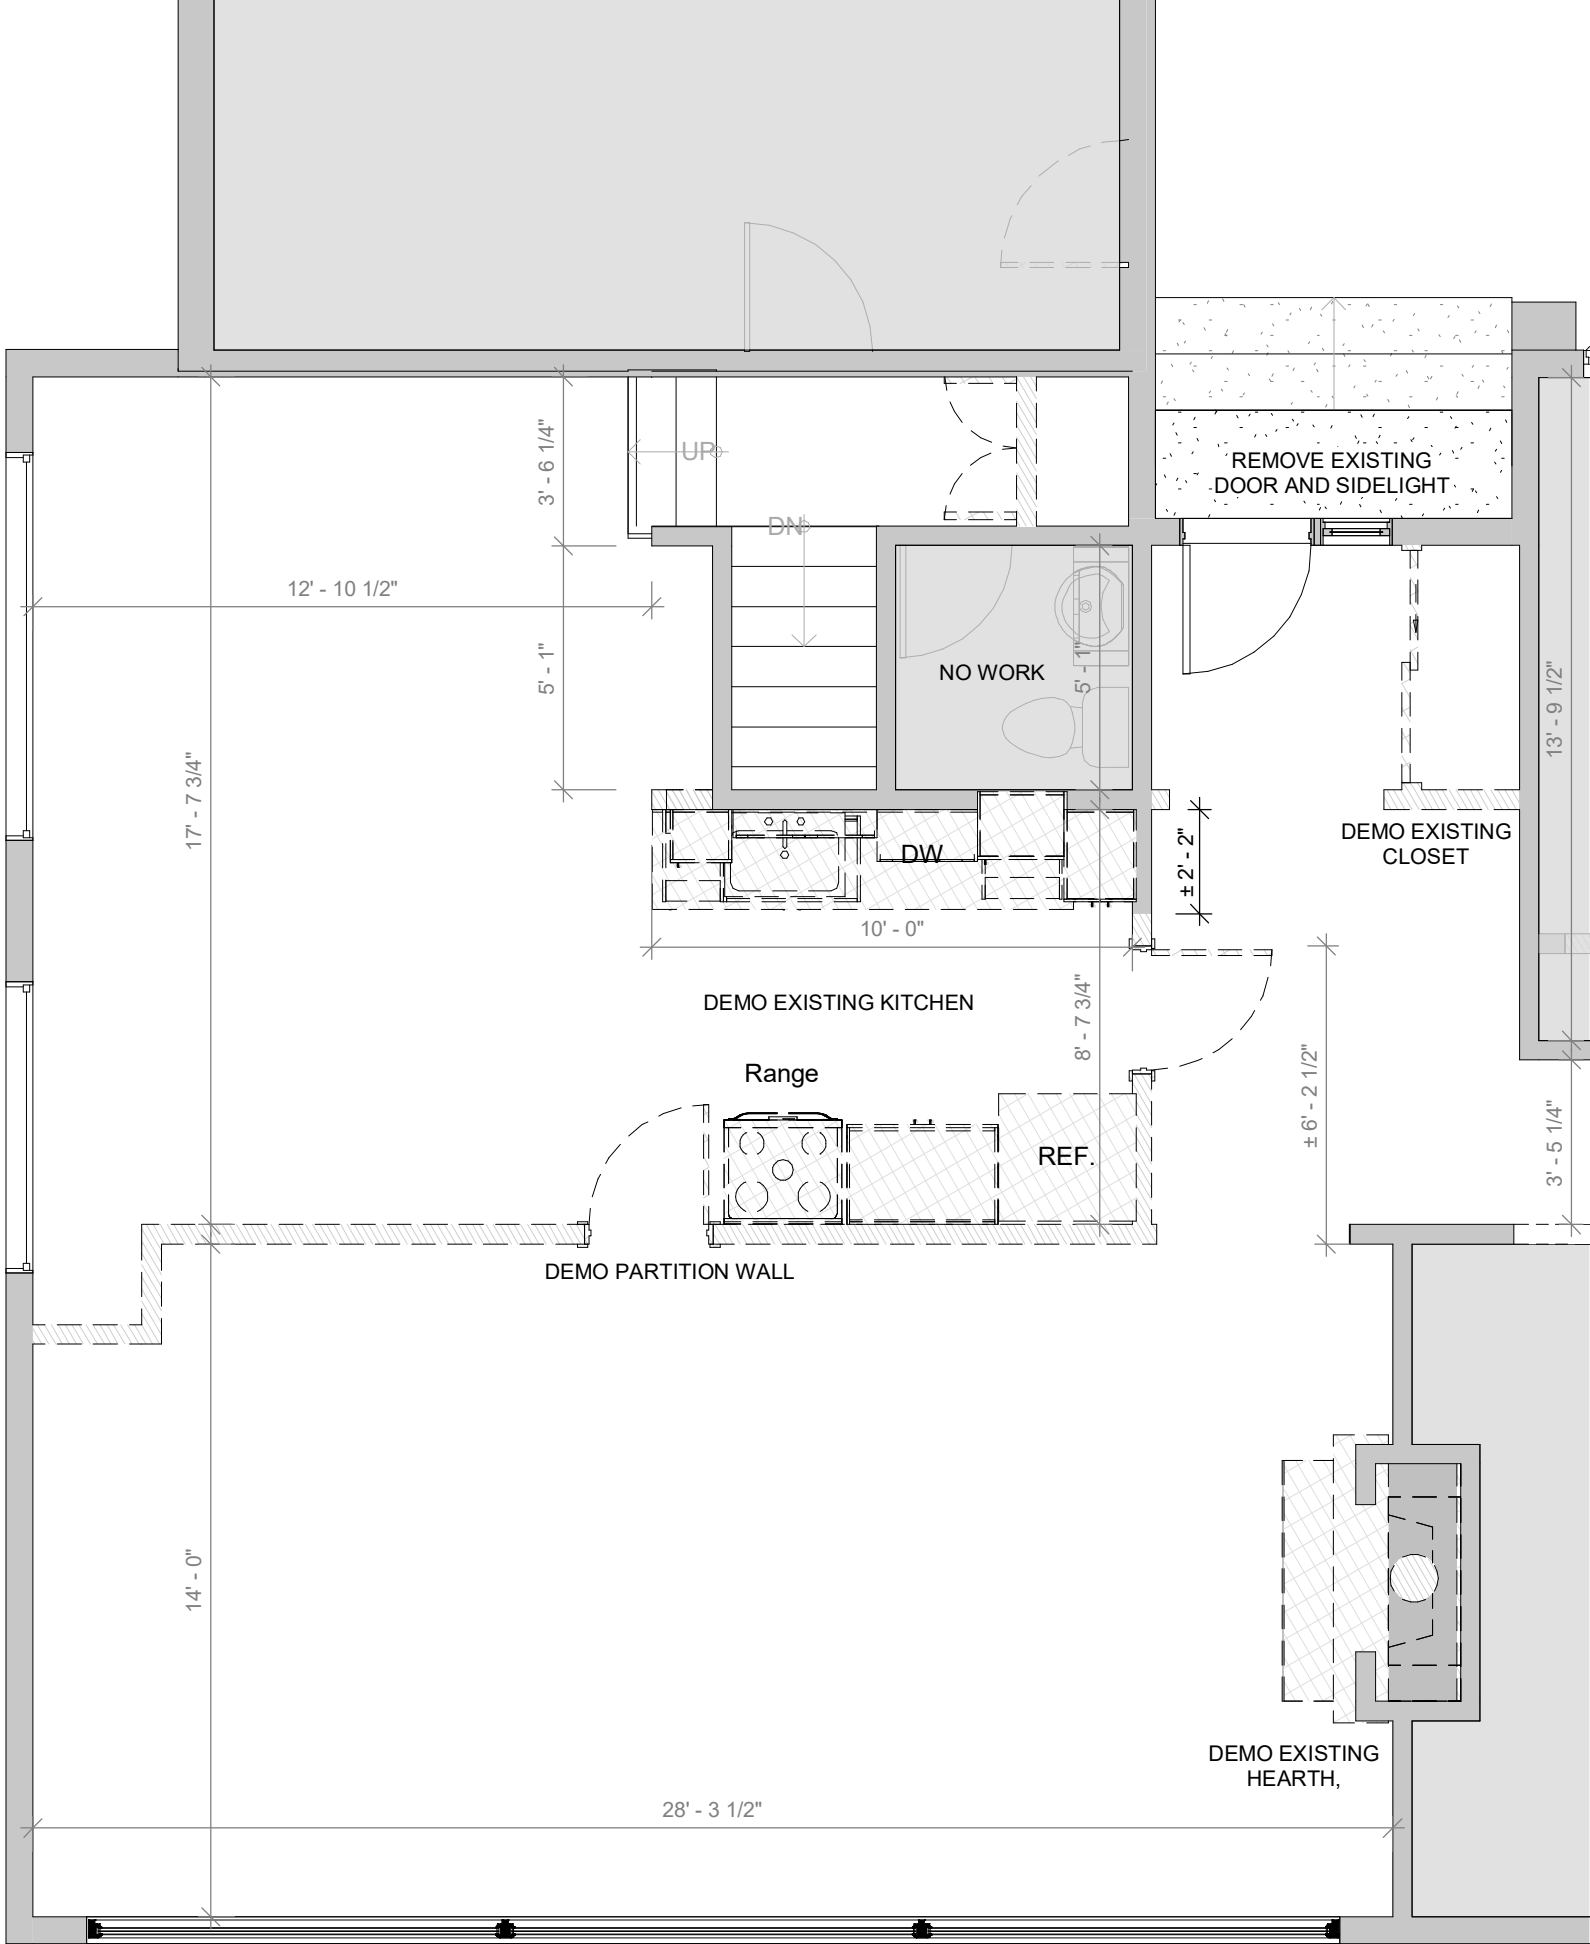 UP
3' - 6 1/4"
REMOVE EXISTING
DOOR AND SIDELIGHT
DN
12' - 10 1/2"
5' - 1"
NO WORK
5' - 1"
13' - 9 1/2"
17' - 7 3/4"
DEMO EXISTING
CLOSET
DW
± 2' - 2"
10' - 0"
DEMO EXISTING KITCHEN
8' - 7 3/4"
Range
± 6' - 2 1/2"
REF.
3' - 5 1/4"
DEMO PARTITION WALL
14' - 0"
DEMO EXISTING
HEARTH,
28' - 3 1/2"